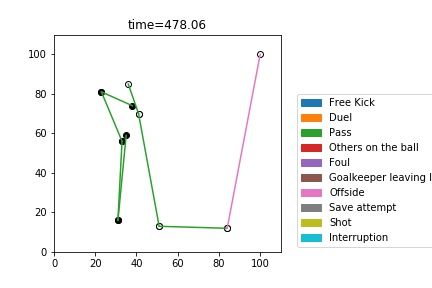 time=478.06
100
80
60
40
20
0
0 20 40 60 80 100
Free Kick
Duel
Pass
Others on the ball
Foul
Goalkeeper leaving l
Offside
Save attempt
Shot
Interruption